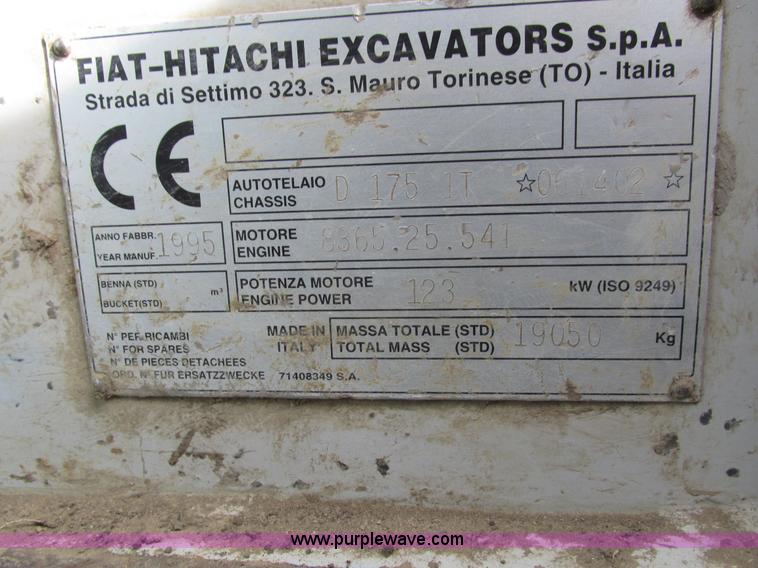 FIAT-HITACHI EXCAVATORS S.p.A.
Strada di Settimo 323. S. Mauro Torinese (TO) - Italia
CE
AUTOTELAIO
CHASSIS D 175 1T ☆ ☆
ANNO FABBR.
YEAR MANUF. 1995
MOTORE
ENGINE 8365.25.541
BENNA (STD)
BUCKET(STD) m³
POTENZA MOTORE
ENGINE POWER 123 kW (ISO 9249)
N° PER RICAMBI
N° FOR SPARES
N° DE PIECES DETACHEES
ORD. N° FUR ERSATZZWECKE 71408349 S.A.
MADE IN
ITALY
MASSA TOTALE (STD)
TOTAL MASS (STD) 19050 Kg
www.purplewave.com